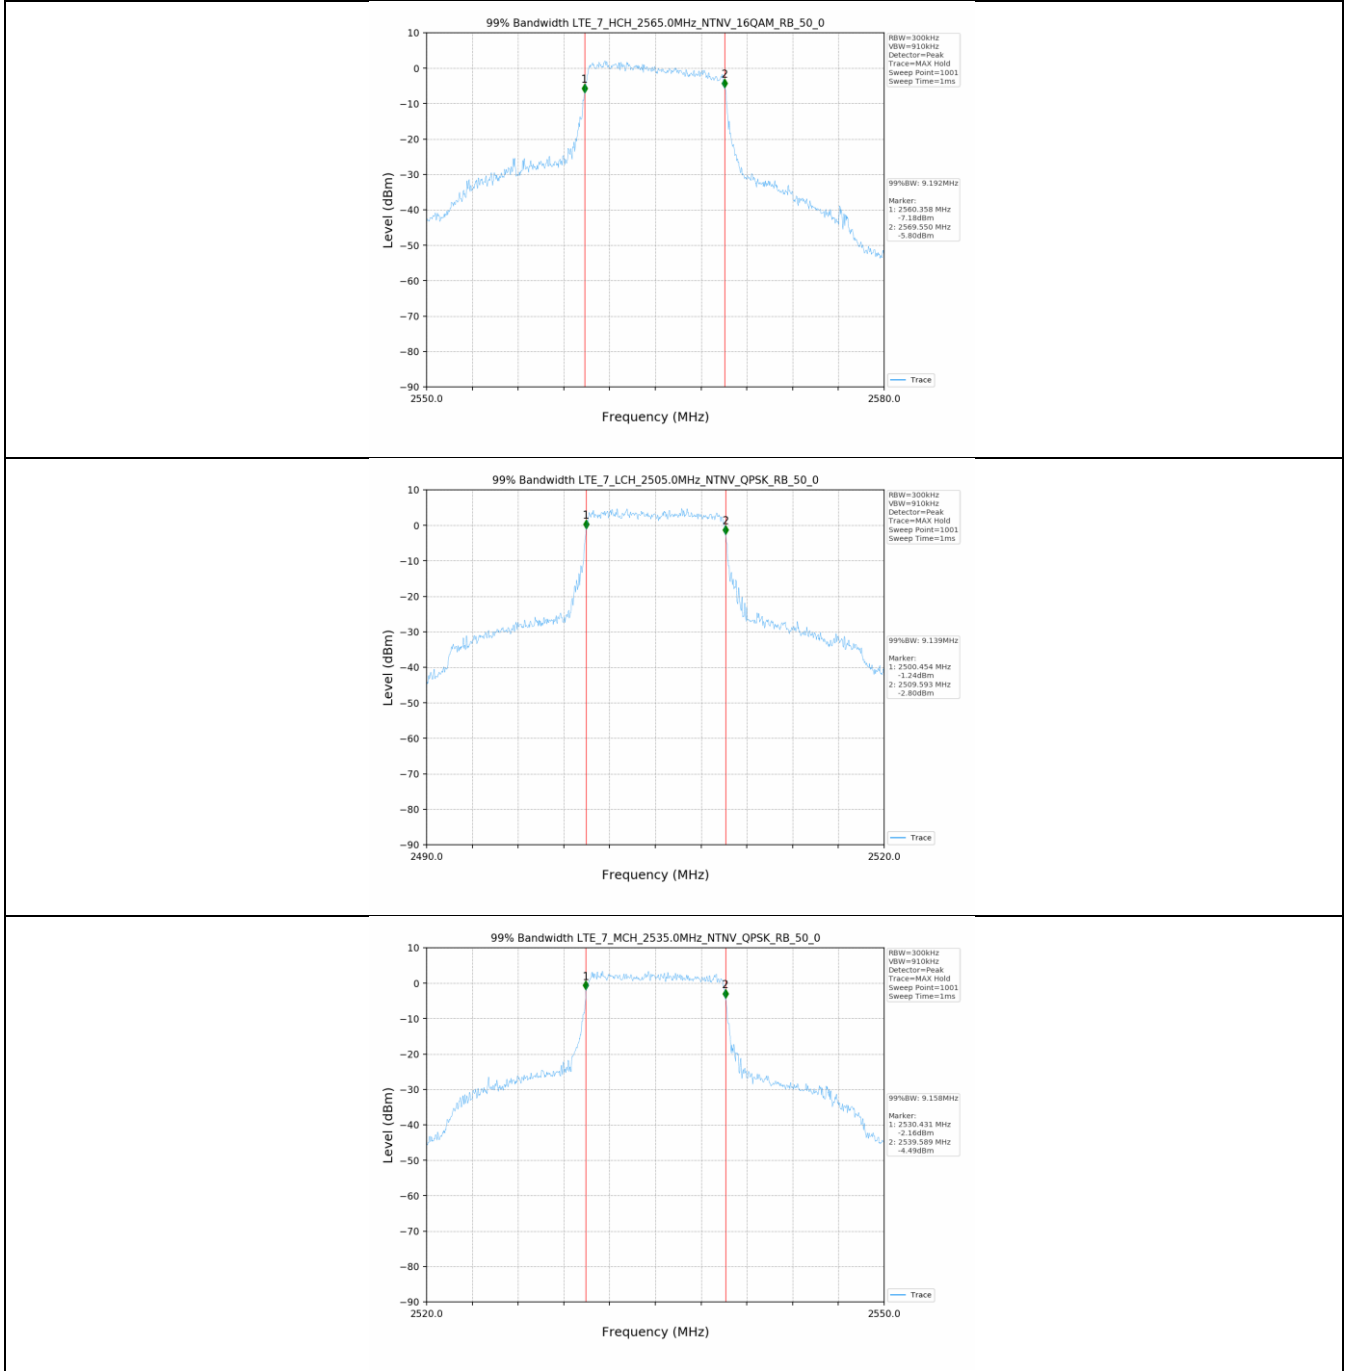 99% Bandwidth LTE_7_HCH_2565.0MHz_NTNV_16QAM_RB_50_0
10
0
−10
−20
−30
−40
−50
−60
−70
−80
−90
Level (dBm)
1
2
2550.0
2580.0
Frequency (MHz)
RBW=300kHz
VBW=910kHz
Detector=Peak
Trace=MAX Hold
Sweep Point=1001
Sweep Time=1ms
99%BW: 9.192MHz
Marker:
1: 2560.358 MHz
-7.18dBm
2: 2569.550 MHz
-5.80dBm
Trace
99% Bandwidth LTE_7_LCH_2505.0MHz_NTNV_QPSK_RB_50_0
10
0
−10
−20
−30
−40
−50
−60
−70
−80
−90
Level (dBm)
1
2
2490.0
2520.0
Frequency (MHz)
RBW=300kHz
VBW=910kHz
Detector=Peak
Trace=MAX Hold
Sweep Point=1001
Sweep Time=1ms
99%BW: 9.139MHz
Marker:
1: 2500.454 MHz
-1.24dBm
2: 2509.593 MHz
-2.80dBm
Trace
99% Bandwidth LTE_7_MCH_2535.0MHz_NTNV_QPSK_RB_50_0
10
0
−10
−20
−30
−40
−50
−60
−70
−80
−90
Level (dBm)
1
2
2520.0
2550.0
Frequency (MHz)
RBW=300kHz
VBW=910kHz
Detector=Peak
Trace=MAX Hold
Sweep Point=1001
Sweep Time=1ms
99%BW: 9.158MHz
Marker:
1: 2530.431 MHz
-2.16dBm
2: 2539.589 MHz
-4.49dBm
Trace